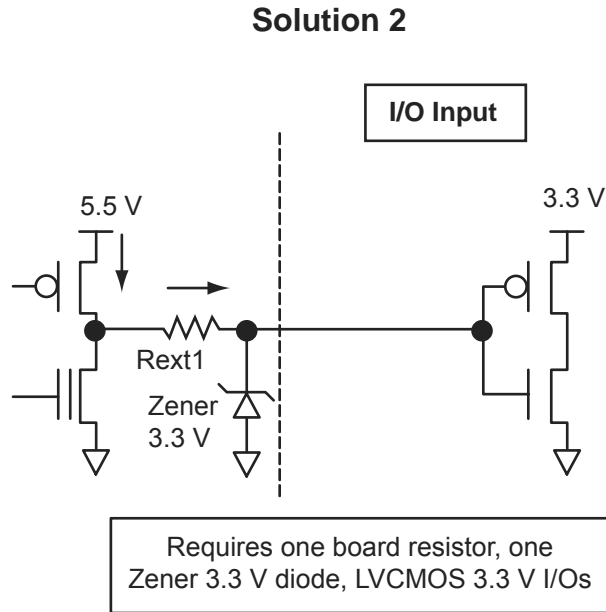 Solution 2
I/O Input
5.5 V
3.3 V
Rext1
Zener
3.3 V
Requires one board resistor, one
Zener 3.3 V diode, LVCMOS 3.3 V I/Os